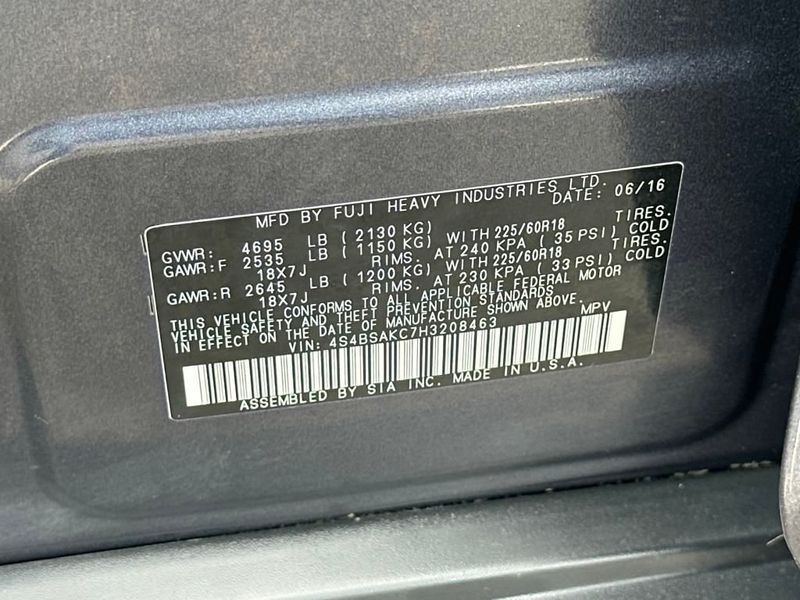 MFD BY FUJI HEAVY INDUSTRIES LTD.
DATE: 06/16
GVWR: 4695 LB ( 2130 KG)
GAWR:F 2535 LB ( 1150 KG) WITH 225/60R18 TIRES.
18X7J RIMS. AT 240 KPA ( 35 PSI) COLD
GAWR:R 2645 LB ( 1200 KG) WITH 225/60R18 TIRES.
18X7J RIMS. AT 230 KPA ( 33 PSI) COLD
THIS VEHICLE CONFORMS TO ALL APPLICABLE FEDERAL MOTOR
VEHICLE SAFETY AND THEFT PREVENTION STANDARDS
IN EFFECT ON THE DATE OF MANUFACTURE SHOWN ABOVE.
VIN: 4S4BSAKC7H3208463 MPV
ASSEMBLED BY SIA INC. MADE IN U.S.A.